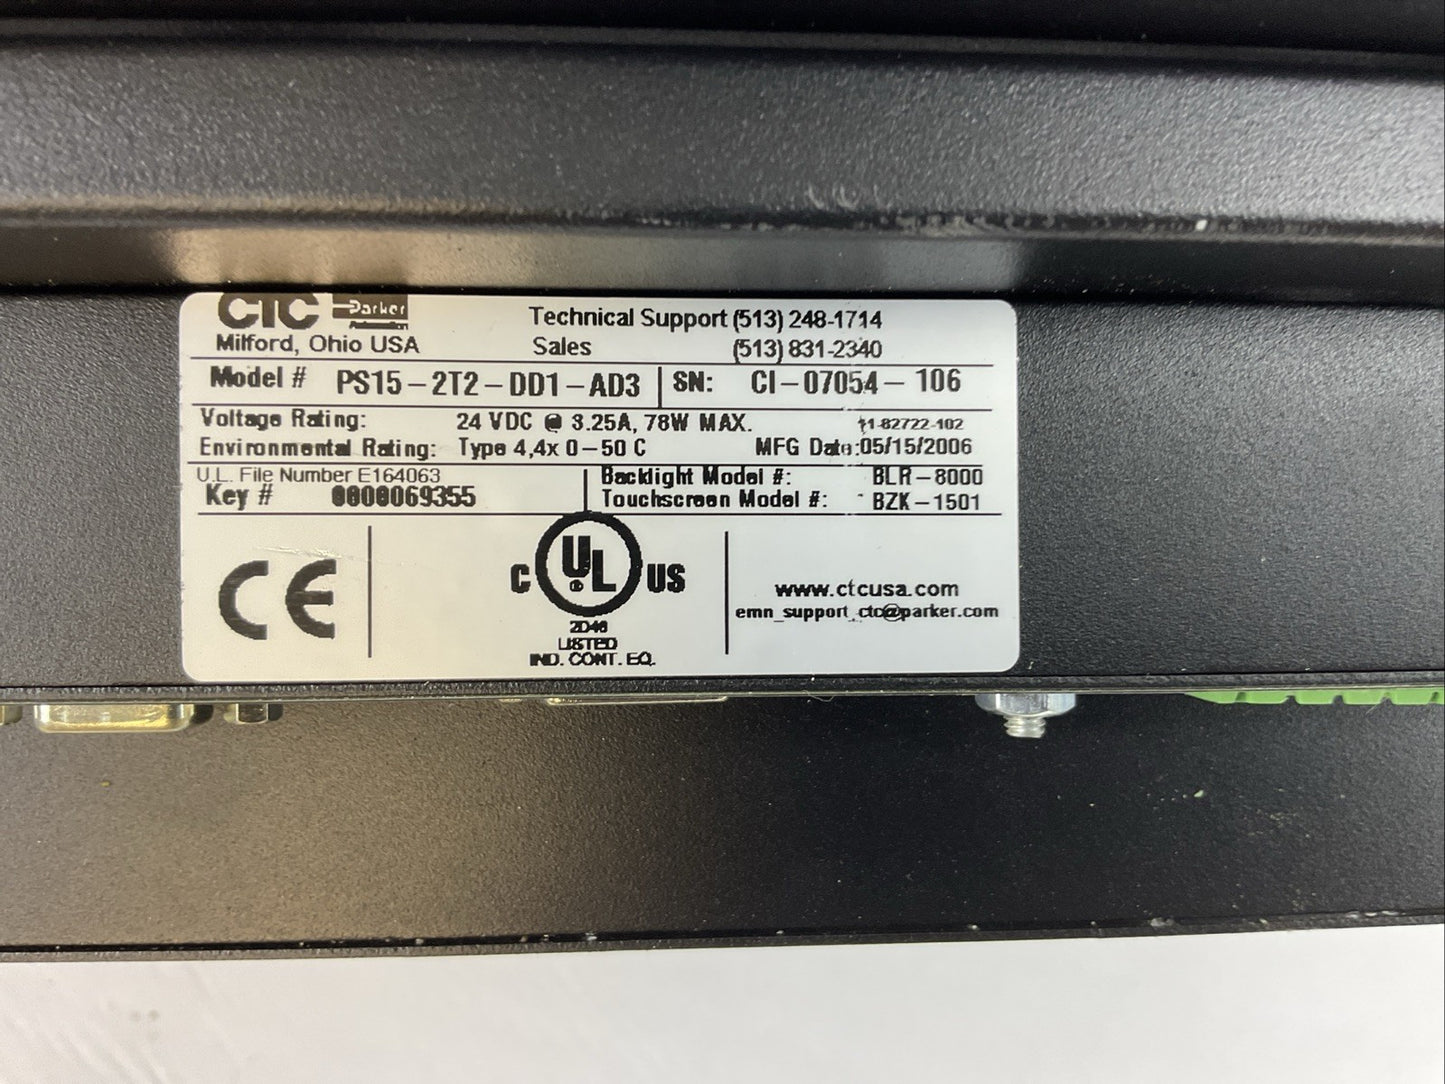 CTC Parker
Automation
Milford, Ohio USA
Technical Support (513) 248-1714
Sales (513) 831-2340
Model # PS15-2T2-DD1-AD3 SN: CI-07054-106
Voltage Rating: 24 VDC @ 3.25A, 78W MAX. 11-82722-102
Environmental Rating: Type 4,4x 0-50 C MFG Date:05/15/2006
U.L. File Number E164063
Key # 0000069355
Backlight Model #: BLR-8000
Touchscreen Model #: BZK-1501
CE
C UL ® US
2D46
LISTED
IND. CONT. EQ.
www.ctcusa.com
emn_support_ctc@parker.com